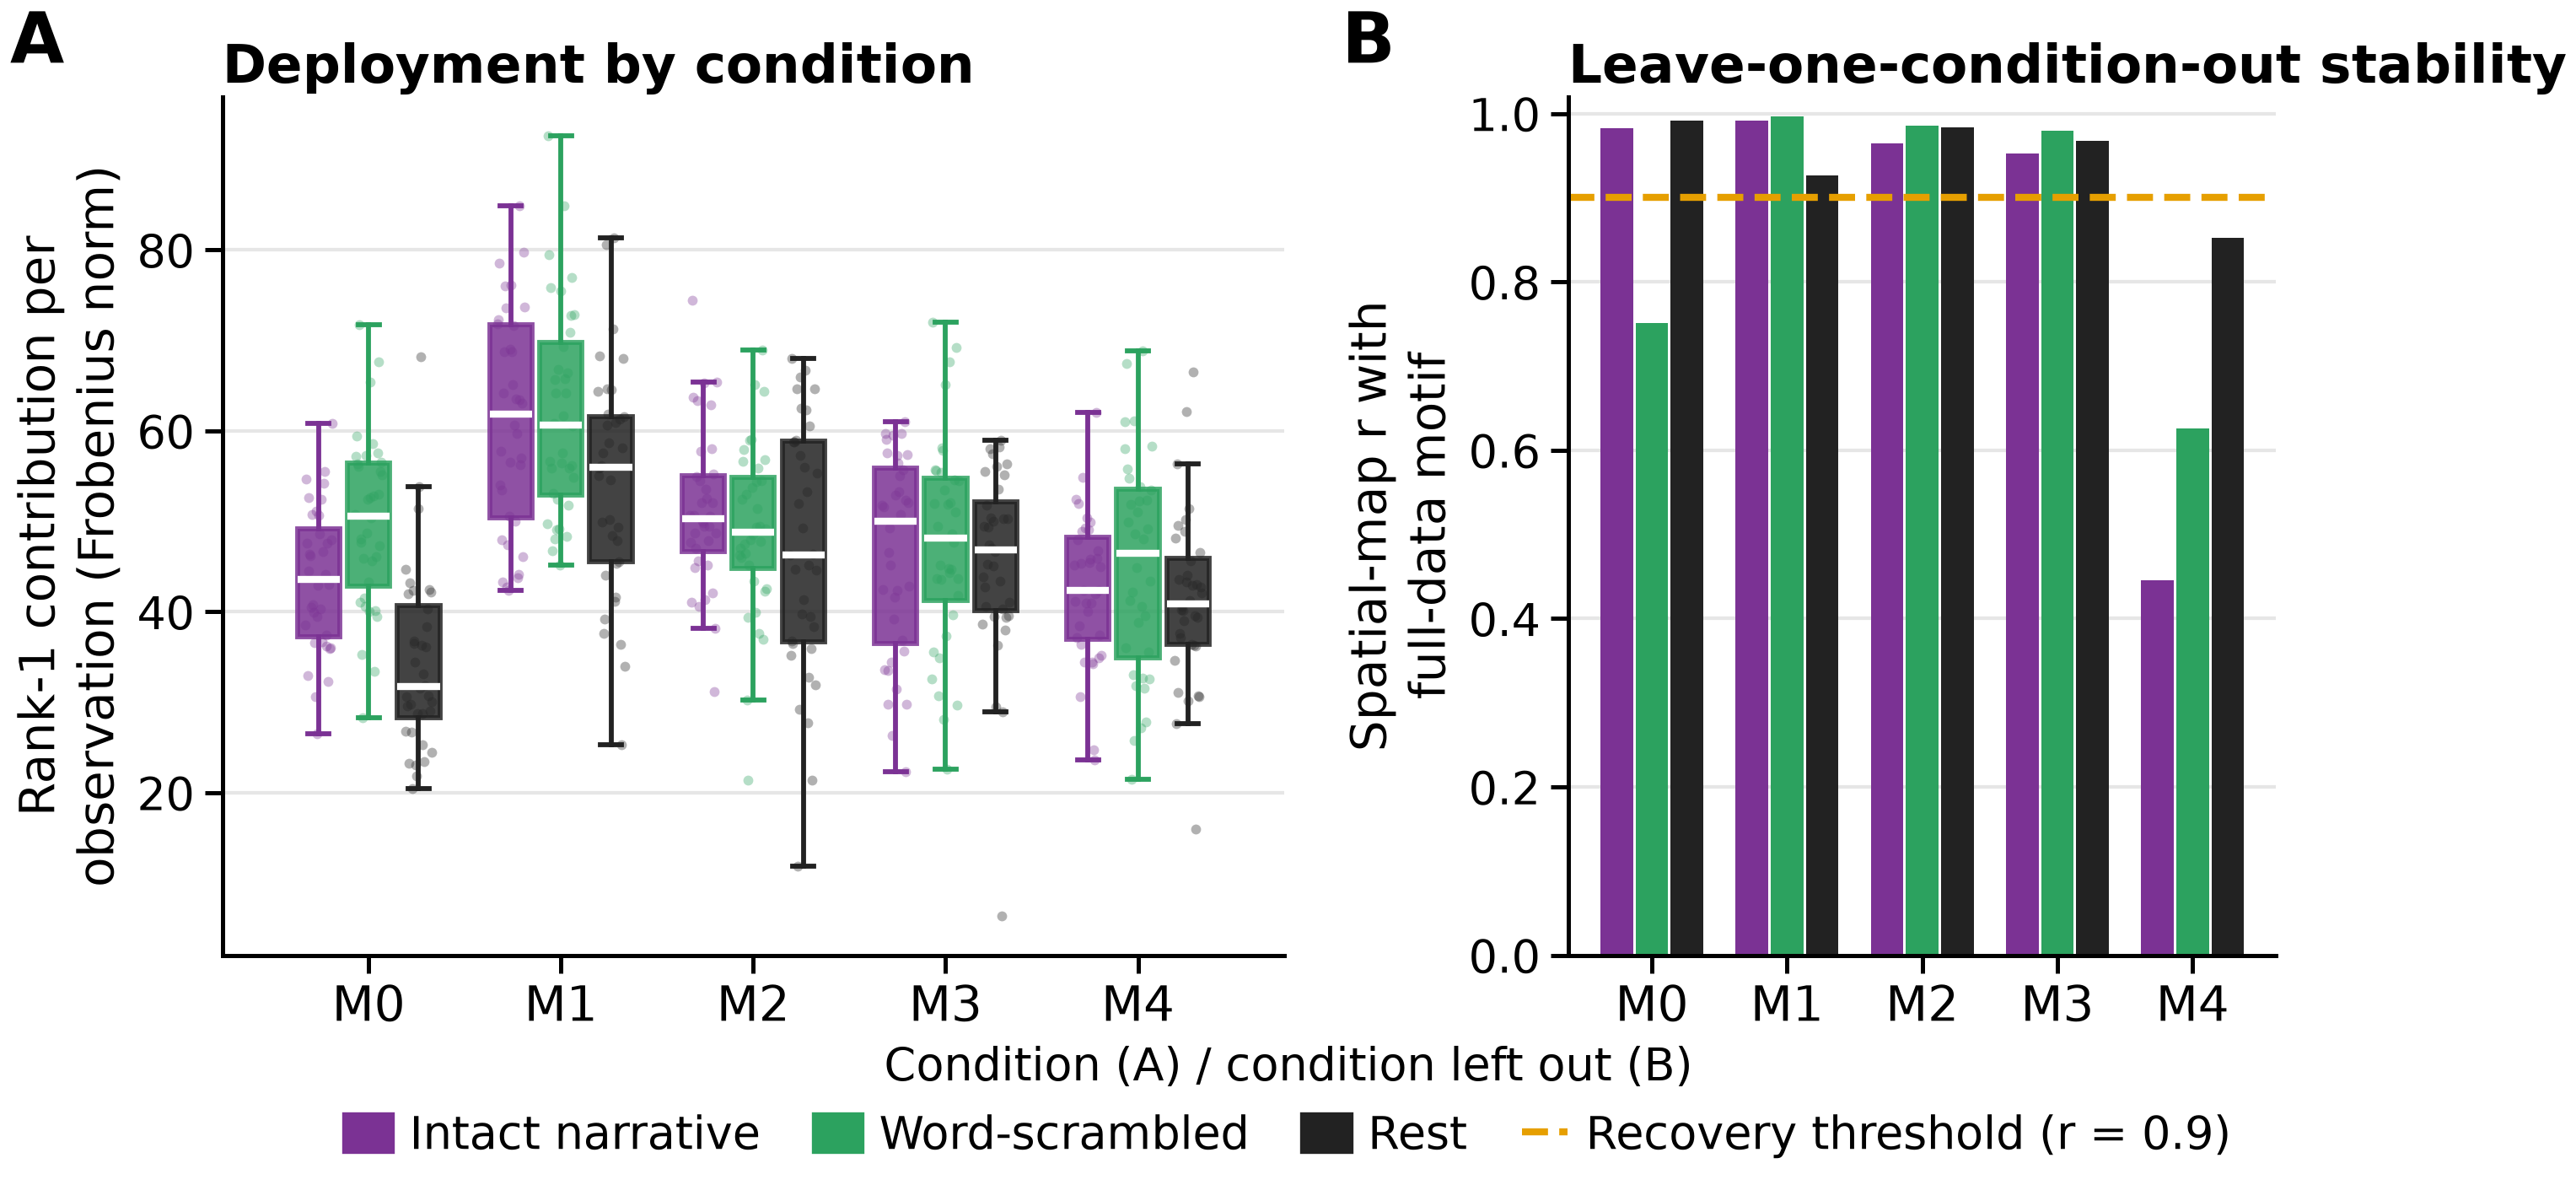 A
Deployment by condition
Rank-1 contribution per
observation (Frobenius norm)
80
60
40
20
M0
M1
M2
M3
M4
B
Leave-one-condition-out stability
Spatial-map r with
full-data motif
1.0
0.8
0.6
0.4
0.2
0.0
M0
M1
M2
M3
M4
Condition (A) / condition left out (B)
Intact narrative
Word-scrambled
Rest
Recovery threshold (r = 0.9)